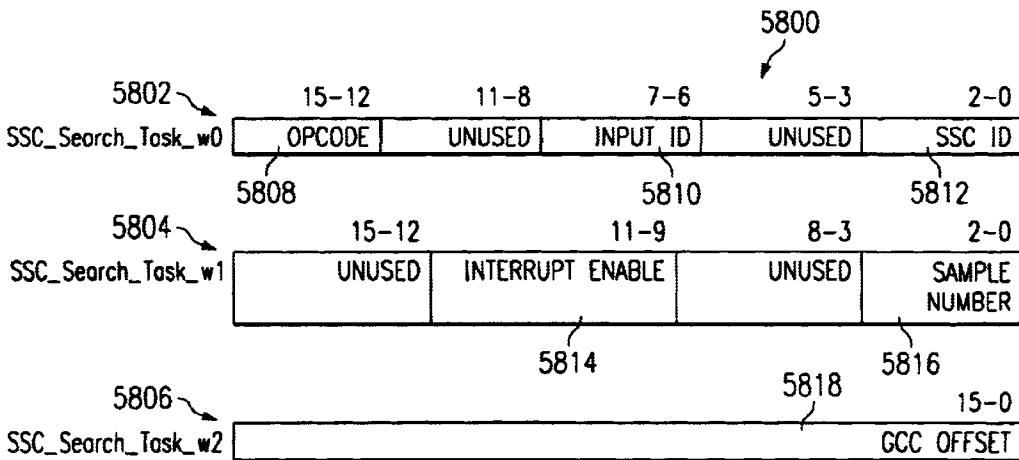 5800
5802
15-12 11-8 7-6 5-3 2-0
SSC_Search_Task_w0 OPCODE UNUSED INPUT ID UNUSED SSC ID
5808 5810 5812
5804
15-12 11-9 8-3 2-0
SSC_Search_Task_w1 UNUSED INTERRUPT ENABLE UNUSED SAMPLE
NUMBER
5814 5816
5806 5818 15-0
SSC_Search_Task_w2 GCC OFFSET